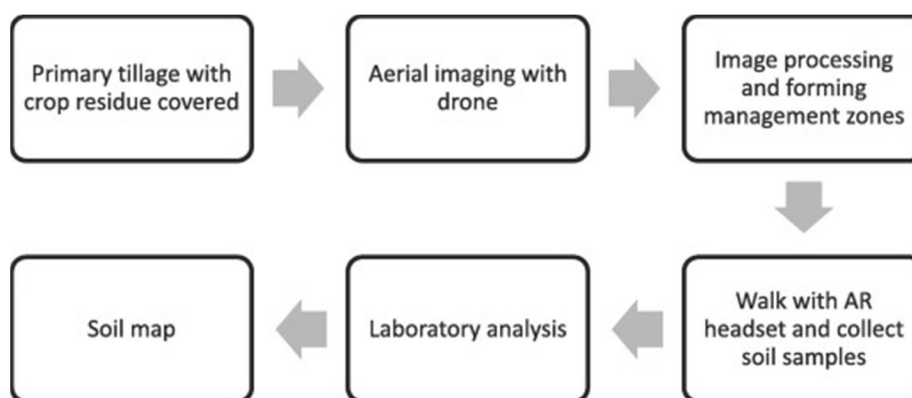 Primary tillage with
crop residue covered
Aerial imaging with
drone
Image processing
and forming
management zones
Walk with AR
headset and collect
soil samples
Laboratory analysis
Soil map